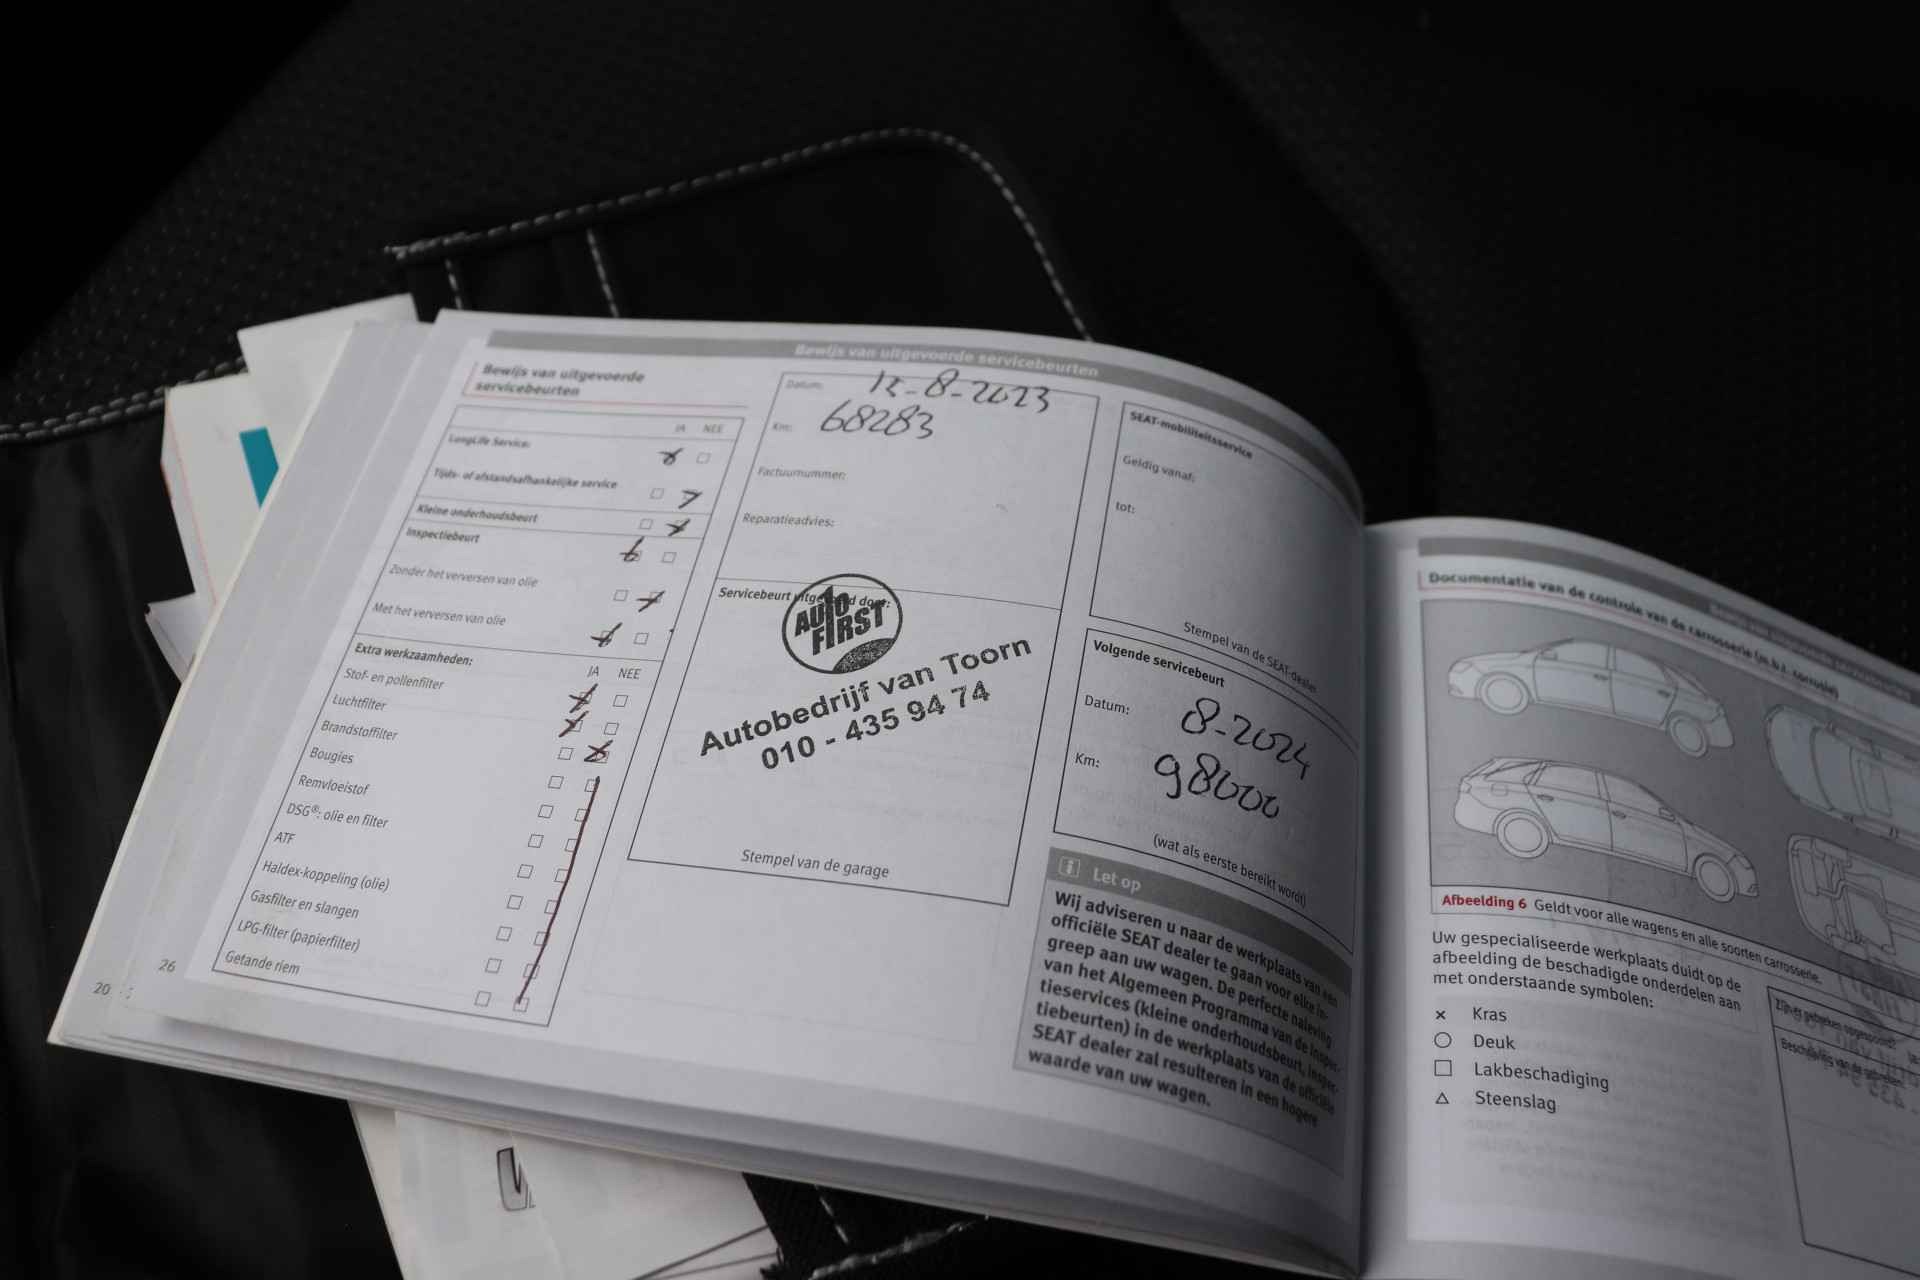 Bewijs van uitgevoerde servicebeurten
Bewijs van uitgevoerde
servicebeurten
JA NEE
LongLife Service:
Tijds- of afstandsafhankelijke service
Kleine onderhoudsbeurt
Inspectiebeurt
Zonder het verversen van olie
Met het verversen van olie
Extra werkzaamheden:
JA NEE
Stof- en pollenfilter
Luchtfilter
Brandstoffilter
Bougies
Remvloeistof
DSG®: olie en filter
ATF
Haldex-koppeling (olie)
Gasfilter en slangen
LPG-filter (papierfilter)
Getande riem
26
20
Datum:
-8-2023
Km: 68283
Factuurnummer:
Reparatieadvies:
Servicebeurt uitgevoerd door:
AUTO
FIRST
Autobedrijf van Toorn
010 - 435 94 74
Stempel van de garage
SEAT-mobiliteitsservice
Geldig vanaf:
tot:
Stempel van de SEAT-dealer
Volgende servicebeurt
Datum: 8-2024
Km: 98000
(wat als eerste bereikt wordt)
Let op
Wij adviseren u naar de werkplaats van een
officiële SEAT dealer te gaan voor elke in-
greep aan uw wagen. De perfecte naleving
van het Algemeen Programma van de Inspec-
tieservices (kleine onderhoudsbeurt, inspec-
tiebeurten) in de werkplaats van de officiële
SEAT dealer zal resulteren in een hogere
waarde van uw wagen.
Documentatie van de controle van de carrosserie (m.b.t. corrosie)
Afbeelding 6 Geldt voor alle wagens en alle soorten carrosserie.
Uw gespecialiseerde werkplaats duidt op de
afbeelding de beschadigde onderdelen aan
met onderstaande symbolen:
× Kras
○ Deuk
□ Lakbeschadiging
△ Steenslag